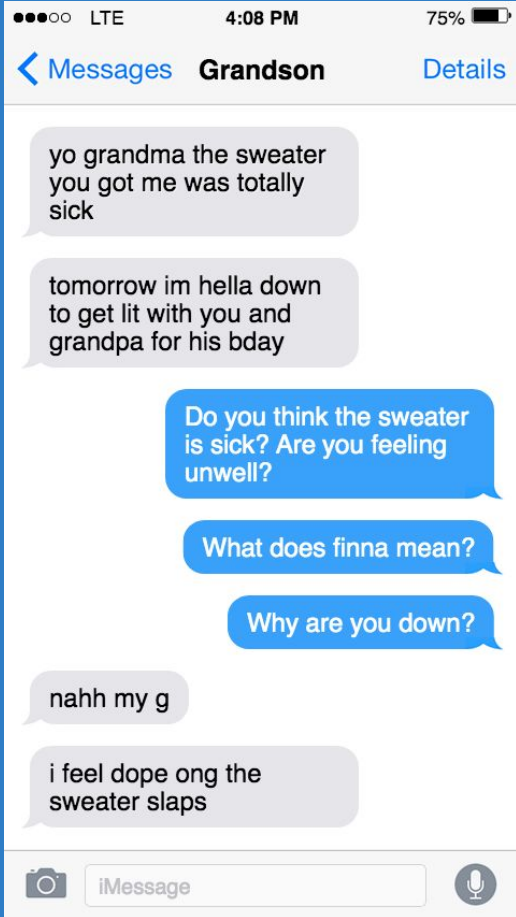 LTE 4:08 PM 75%
Messages Grandson Details
yo grandma the sweater
you got me was totally
sick
tomorrow im hella down
to get lit with you and
grandpa for his bday
Do you think the sweater
is sick? Are you feeling
unwell?
What does finna mean?
Why are you down?
nahh my g
i feel dope ong the
sweater slaps
iMessage